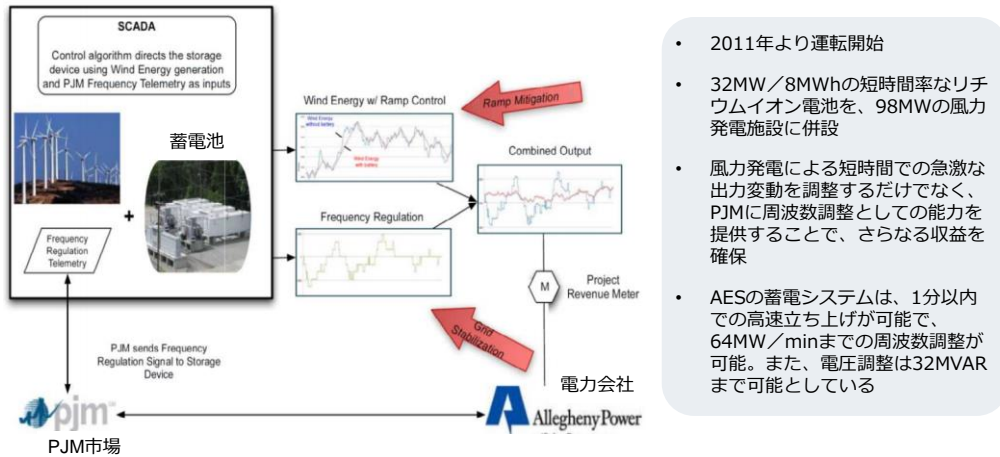 SCADA
Control algorithm directs the storage
device using Wind Energy generation
and PJM Frequency Telemetry as inputs
蓄電池
+
Frequency
Regulation
Telemetry
Wind Energy w/ Ramp Control
Wind Energy
without battery
Wind Energy
with battery
Ramp Mitigation
Combined Output
Frequency Regulation
Grid
Stabilization
M
Project
Revenue Meter
PJM sends Frequency
Regulation Signal to Storage
Device
pjm
PJM市場
電力会社
Allegheny Power
• 2011年より運転開始
• 32MW／8MWhの短時間率なリチ
ウムイオン電池を、98MWの風力
発電施設に併設
• 風力発電による短時間での急激な
出力変動を調整するだけでなく、
PJMに周波数調整としての能力を
提供することで、さらなる収益を
確保
• AESの蓄電システムは、1分以内
での高速立ち上げが可能で、
64MW／minまでの周波数調整が
可能。また、電圧調整は32MVAR
まで可能としている